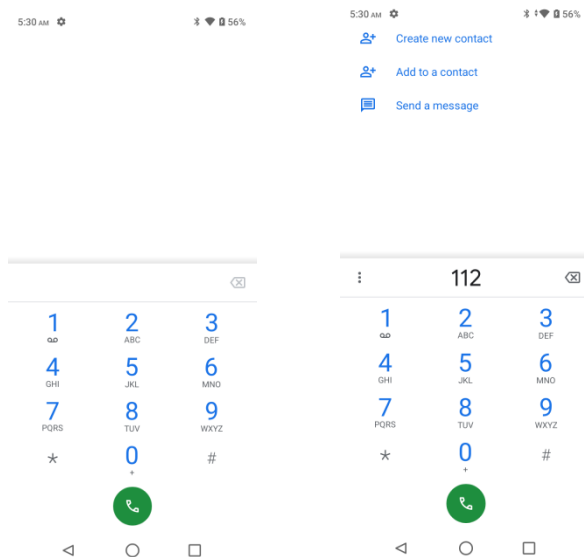 5:30 AM
56%
1
2
ABC
3
DEF
4
GHI
5
JKL
6
MNO
7
PQRS
8
TUV
9
WXYZ
*
0
+
#
5:30 AM
56%
Create new contact
Add to a contact
Send a message
112
1
2
ABC
3
DEF
4
GHI
5
JKL
6
MNO
7
PQRS
8
TUV
9
WXYZ
*
0
+
#